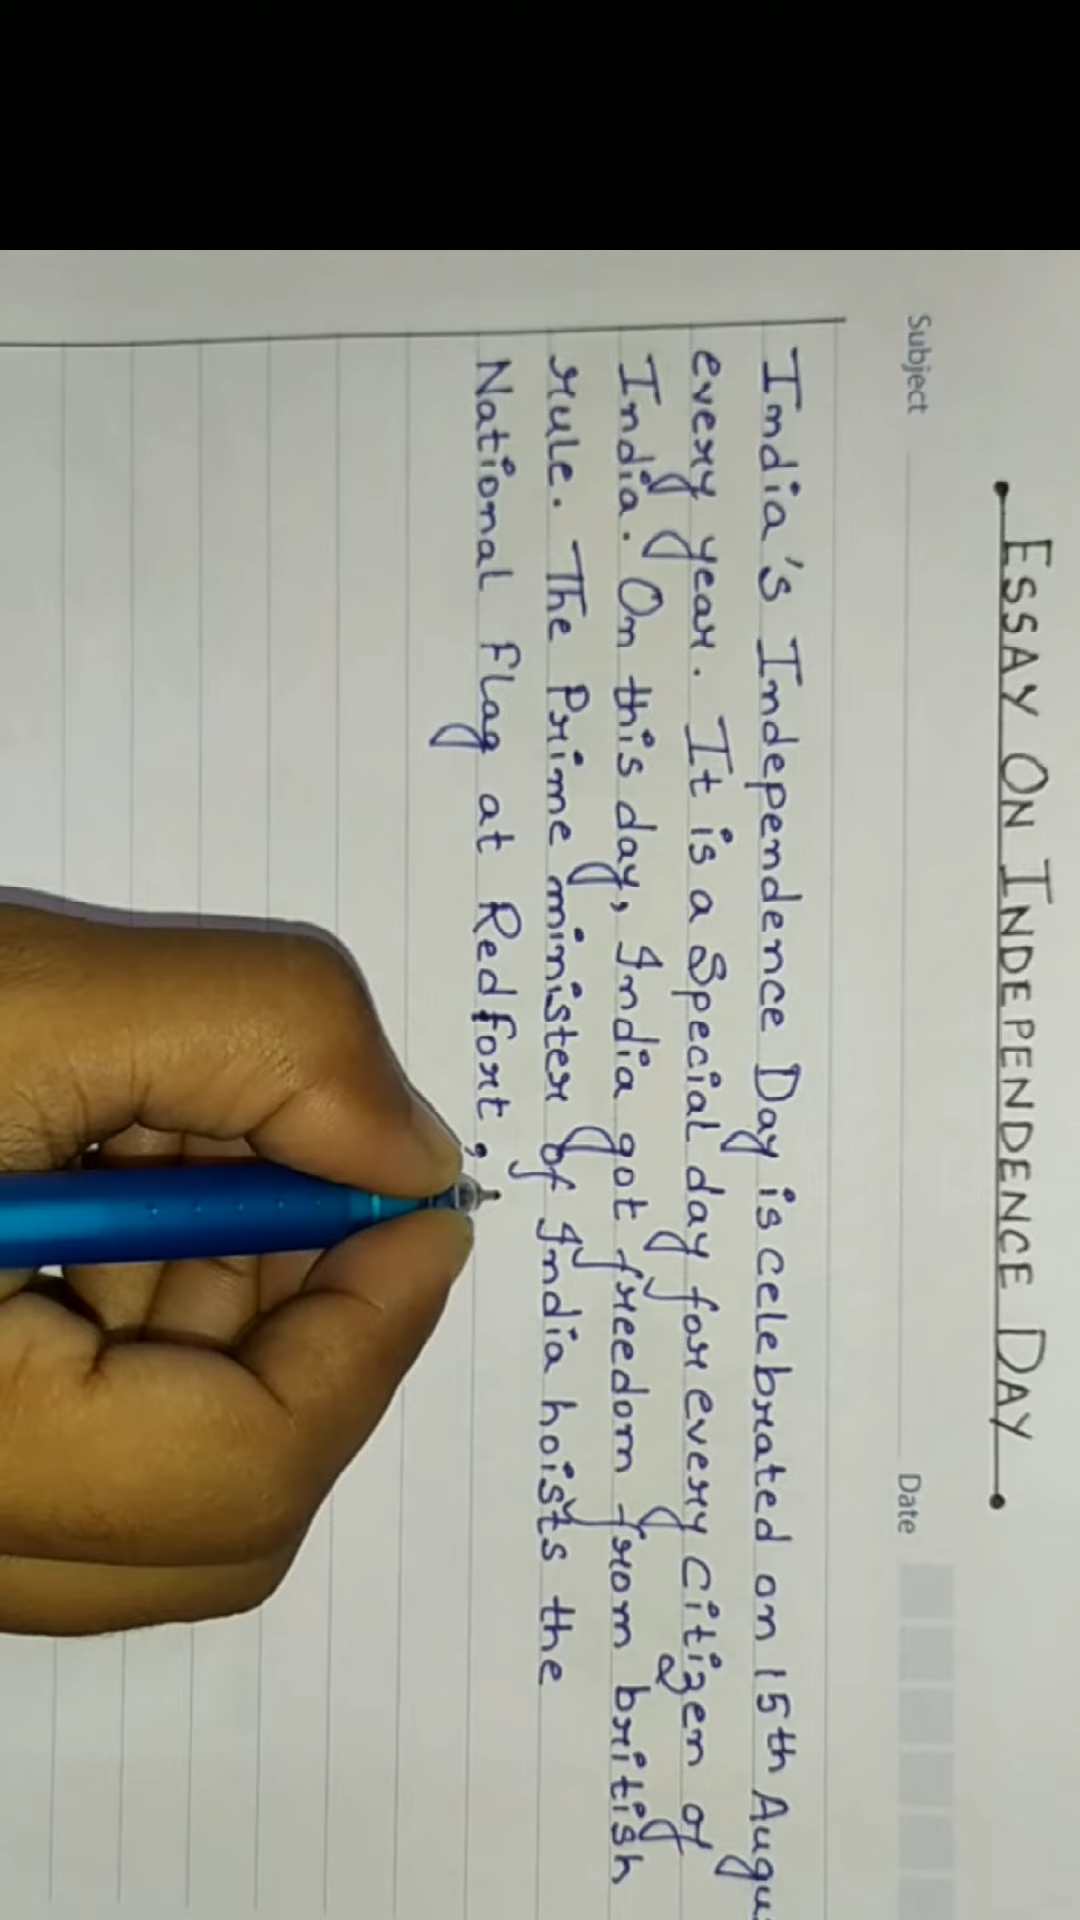 ESSAY ON INDEPENDENCE DAY
Subject
Date
India's Independence Day is celebrated on 15th Augu
every year. It is a Special day for every Citizen of
India. On this day, India got freedom from british
rule. The Prime minister of India hoists the
National Flag at Redfort,